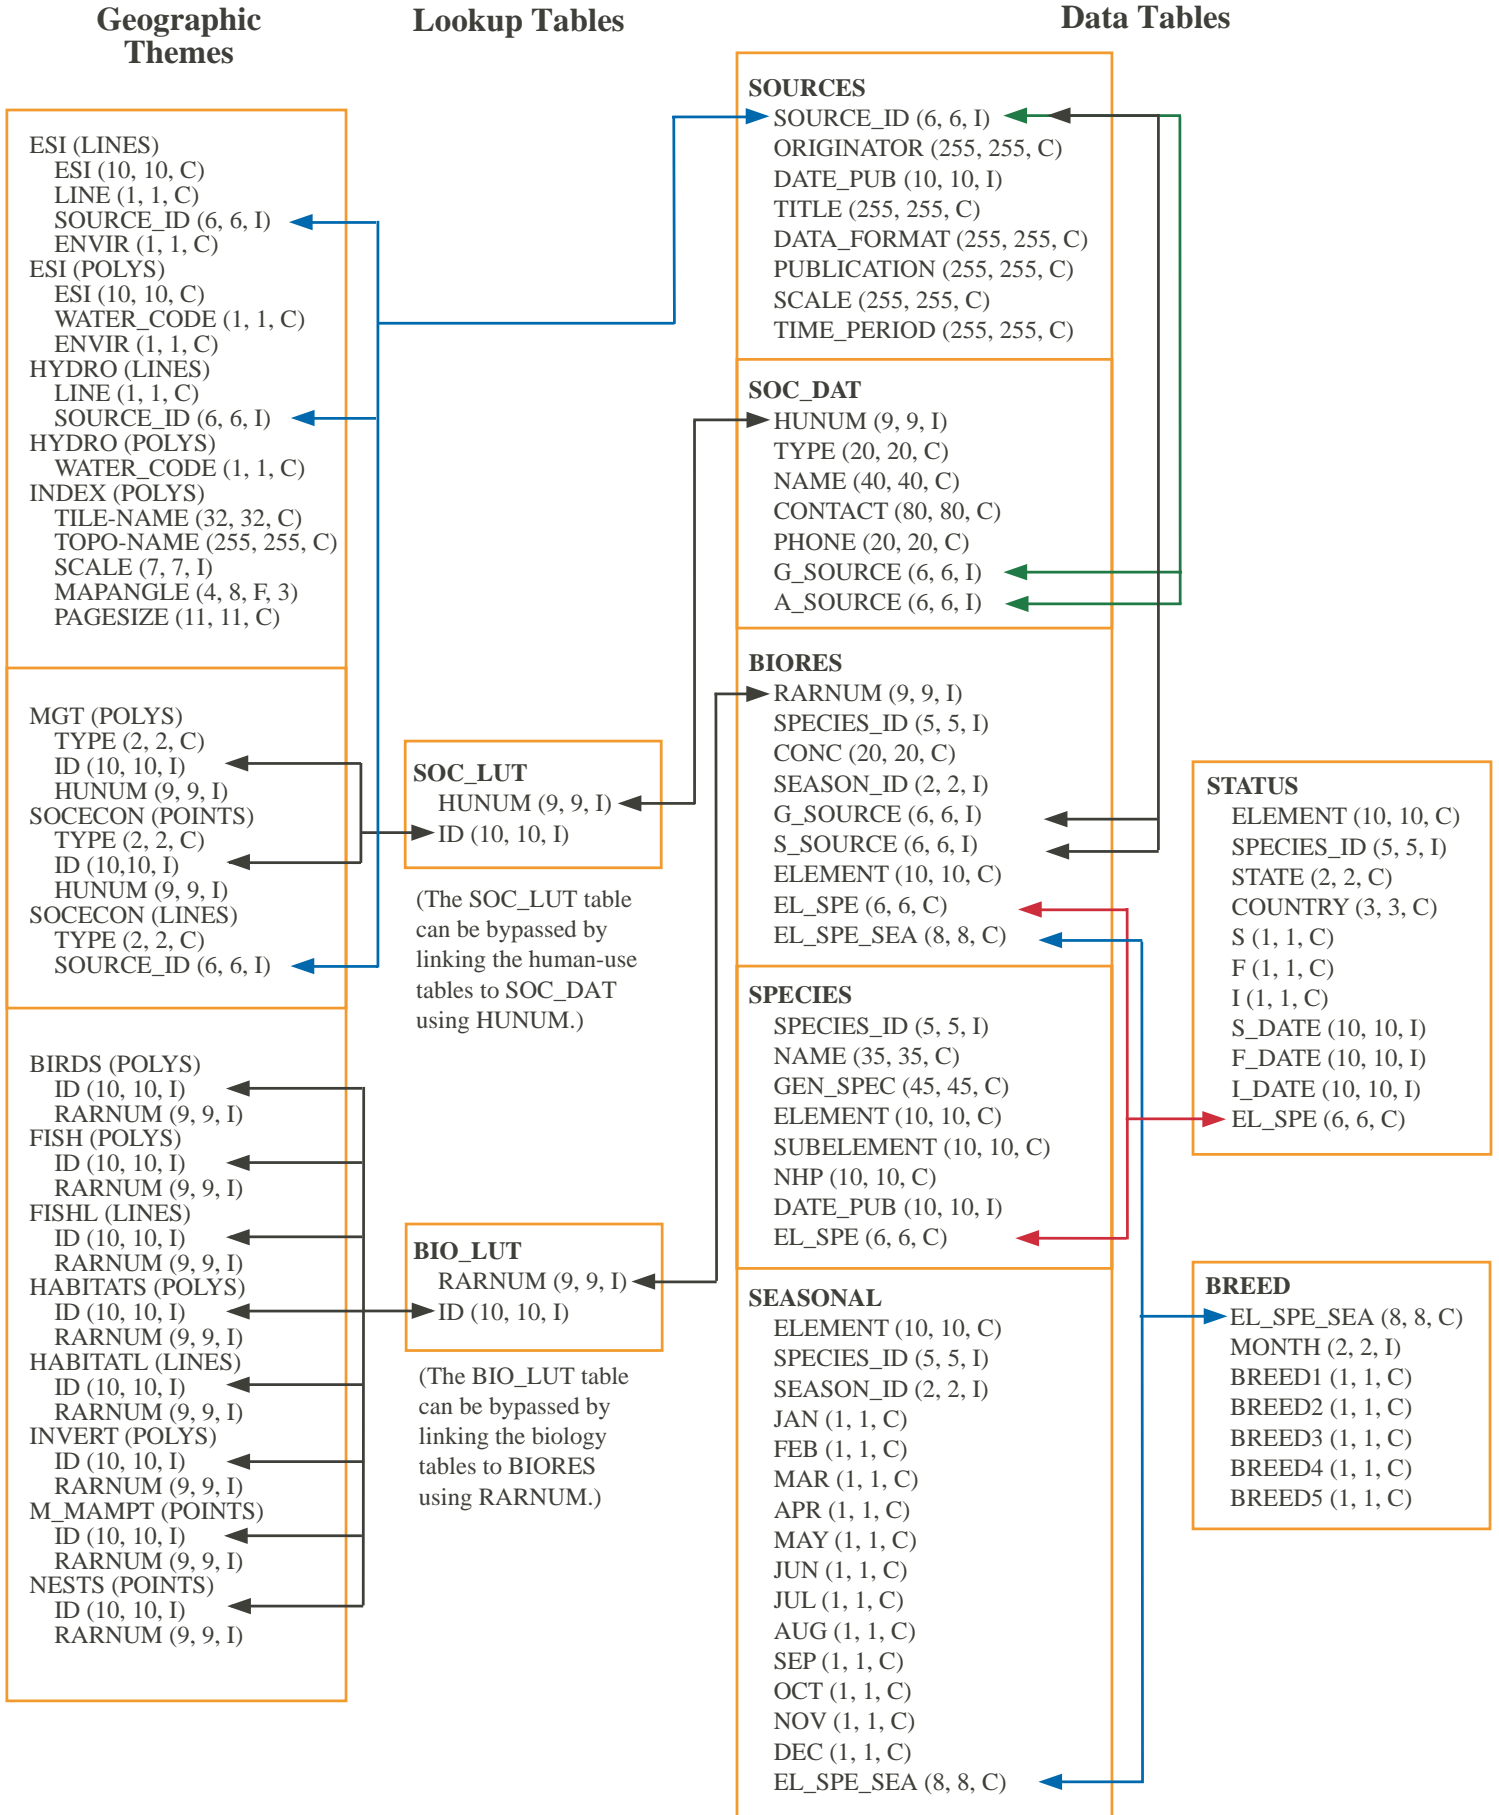 Geographic
Themes
Lookup Tables
Data Tables
ESI (LINES)
ESI (10, 10, C)
LINE (1, 1, C)
SOURCE_ID (6, 6, I)
ENVIR (1, 1, C)
ESI (POLYS)
ESI (10, 10, C)
WATER_CODE (1, 1, C)
ENVIR (1, 1, C)
HYDRO (LINES)
LINE (1, 1, C)
SOURCE_ID (6, 6, I)
HYDRO (POLYS)
WATER_CODE (1, 1, C)
INDEX (POLYS)
TILE-NAME (32, 32, C)
TOPO-NAME (255, 255, C)
SCALE (7, 7, I)
MAPANGLE (4, 8, F, 3)
PAGESIZE (11, 11, C)
MGT (POLYS)
TYPE (2, 2, C)
ID (10, 10, I)
HUNUM (9, 9, I)
SOCECON (POINTS)
TYPE (2, 2, C)
ID (10,10, I)
HUNUM (9, 9, I)
SOCECON (LINES)
TYPE (2, 2, C)
SOURCE_ID (6, 6, I)
BIRDS (POLYS)
ID (10, 10, I)
RARNUM (9, 9, I)
FISH (POLYS)
ID (10, 10, I)
RARNUM (9, 9, I)
FISHL (LINES)
ID (10, 10, I)
RARNUM (9, 9, I)
HABITATS (POLYS)
ID (10, 10, I)
RARNUM (9, 9, I)
HABITATL (LINES)
ID (10, 10, I)
RARNUM (9, 9, I)
INVERT (POLYS)
ID (10, 10, I)
RARNUM (9, 9, I)
M_MAMPT (POINTS)
ID (10, 10, I)
RARNUM (9, 9, I)
NESTS (POINTS)
ID (10, 10, I)
RARNUM (9, 9, I)
SOC_LUT
HUNUM (9, 9, I)
ID (10, 10, I)
(The SOC_LUT table
can be bypassed by
linking the human-use
tables to SOC_DAT
using HUNUM.)
BIO_LUT
RARNUM (9, 9, I)
ID (10, 10, I)
(The BIO_LUT table
can be bypassed by
linking the biology
tables to BIORES
using RARNUM.)
SOURCES
SOURCE_ID (6, 6, I)
ORIGINATOR (255, 255, C)
DATE_PUB (10, 10, I)
TITLE (255, 255, C)
DATA_FORMAT (255, 255, C)
PUBLICATION (255, 255, C)
SCALE (255, 255, C)
TIME_PERIOD (255, 255, C)
SOC_DAT
HUNUM (9, 9, I)
TYPE (20, 20, C)
NAME (40, 40, C)
CONTACT (80, 80, C)
PHONE (20, 20, C)
G_SOURCE (6, 6, I)
A_SOURCE (6, 6, I)
BIORES
RARNUM (9, 9, I)
SPECIES_ID (5, 5, I)
CONC (20, 20, C)
SEASON_ID (2, 2, I)
G_SOURCE (6, 6, I)
S_SOURCE (6, 6, I)
ELEMENT (10, 10, C)
EL_SPE (6, 6, C)
EL_SPE_SEA (8, 8, C)
SPECIES
SPECIES_ID (5, 5, I)
NAME (35, 35, C)
GEN_SPEC (45, 45, C)
ELEMENT (10, 10, C)
SUBELEMENT (10, 10, C)
NHP (10, 10, C)
DATE_PUB (10, 10, I)
EL_SPE (6, 6, C)
SEASONAL
ELEMENT (10, 10, C)
SPECIES_ID (5, 5, I)
SEASON_ID (2, 2, I)
JAN (1, 1, C)
FEB (1, 1, C)
MAR (1, 1, C)
APR (1, 1, C)
MAY (1, 1, C)
JUN (1, 1, C)
JUL (1, 1, C)
AUG (1, 1, C)
SEP (1, 1, C)
OCT (1, 1, C)
NOV (1, 1, C)
DEC (1, 1, C)
EL_SPE_SEA (8, 8, C)
STATUS
ELEMENT (10, 10, C)
SPECIES_ID (5, 5, I)
STATE (2, 2, C)
COUNTRY (3, 3, C)
S (1, 1, C)
F (1, 1, C)
I (1, 1, C)
S_DATE (10, 10, I)
F_DATE (10, 10, I)
I_DATE (10, 10, I)
EL_SPE (6, 6, C)
BREED
EL_SPE_SEA (8, 8, C)
MONTH (2, 2, I)
BREED1 (1, 1, C)
BREED2 (1, 1, C)
BREED3 (1, 1, C)
BREED4 (1, 1, C)
BREED5 (1, 1, C)